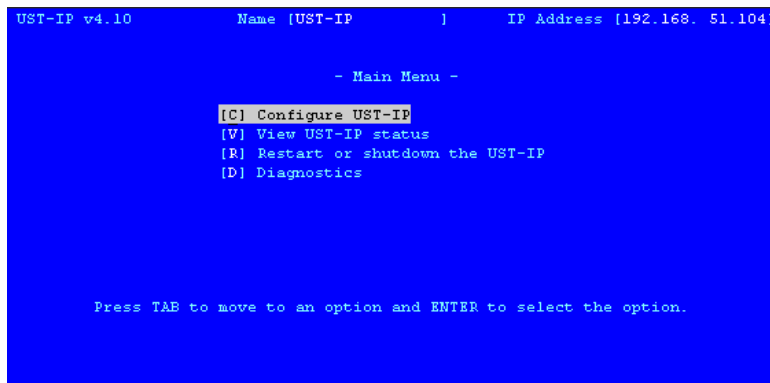 UST-IP v4.10 Name [UST-IP ] IP Address [192.168. 51.104]
- Main Menu -
[C] Configure UST-IP
[V] View UST-IP status
[R] Restart or shutdown the UST-IP
[D] Diagnostics
Press TAB to move to an option and ENTER to select the option.